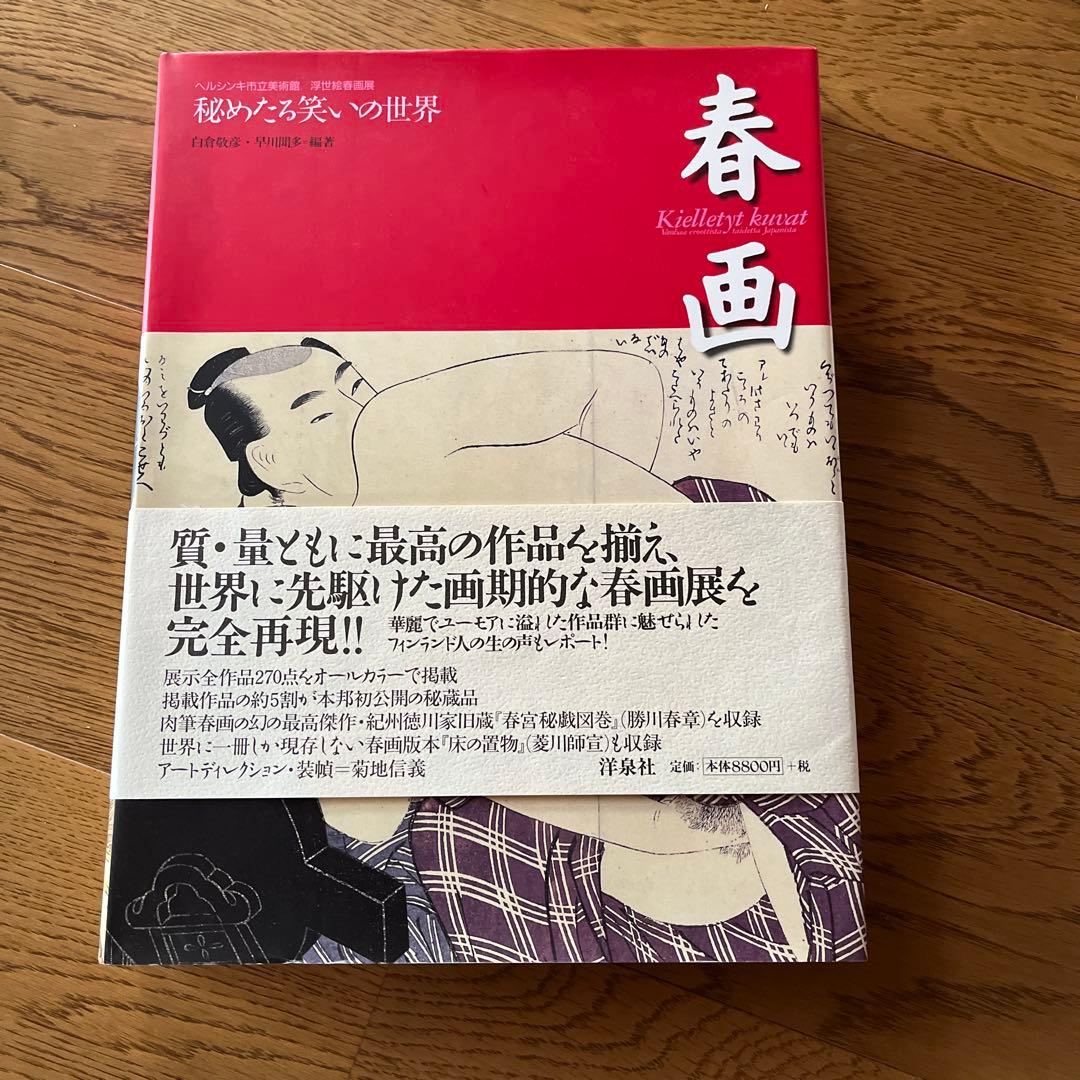 ヘルシンキ市立美術館 浮世絵春画展
秘めたる笑いの世界
白倉敬彦・早川聞多=編著
春画
Kielletyt kuvat
Vanhaa eroottista taidetta Japanista
質・量ともに最高の作品を揃え、
世界に先駆けた画期的な春画展を
完全再現!!
華麗でユーモアに溢れた作品群に魅せられた
フィンランド人の生の声もレポート!
展示全作品270点をオールカラーで掲載
掲載作品の約5割が本邦初公開の秘蔵品
肉筆春画の幻の最高傑作・紀州徳川家旧蔵『春宮秘戯図巻』(勝川春章)を収録
世界に一冊しか現存しない春画版本『床の置物』(菱川師宣)も収録
アートディレクション・装幀=菊地信義
洋泉社 定価:本体8800円+税